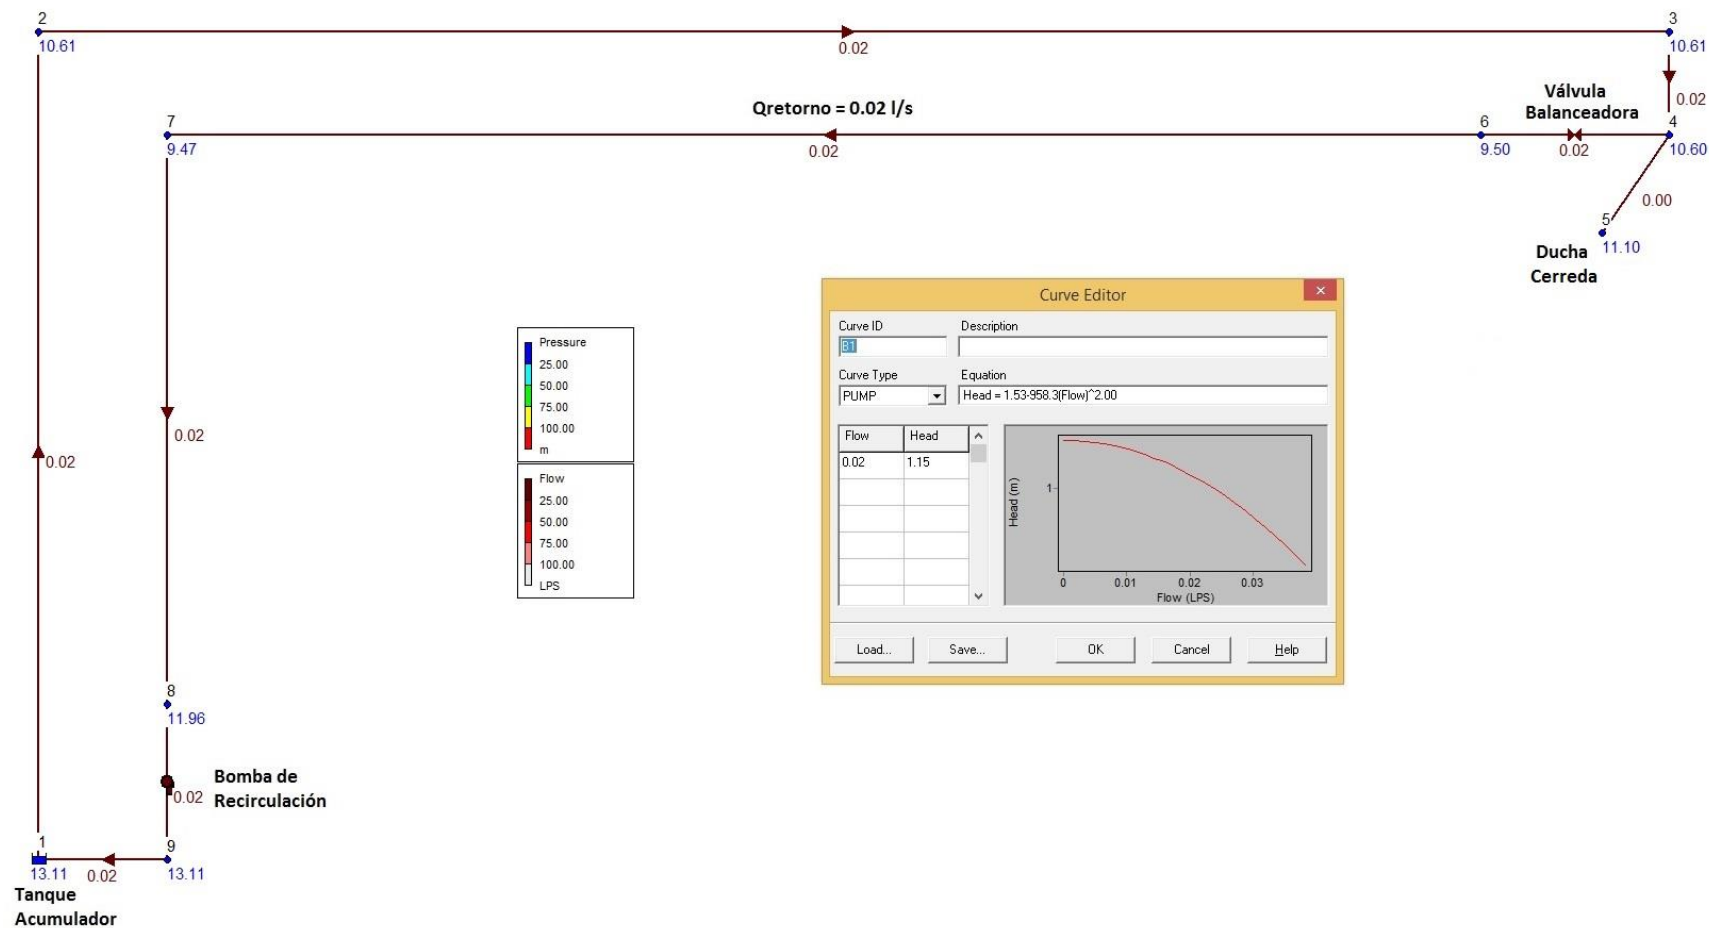 2
10.61
0.02
3
10.61
0.02
Qretorno = 0.02 l/s
Válvula
Balanceadora
7
9.47
0.02
6
9.50
0.02
4
10.60
0.00
5
11.10
Ducha
Cerreda
Pressure
25.00
50.00
75.00
100.00
m
Flow
25.00
50.00
75.00
100.00
LPS
0.02
0.02
8
11.96
Bomba de
Recirculación
0.02
1
13.11
0.02
9
13.11
Tanque
Acumulador
Curve Editor
Curve ID
Description
B1
Curve Type
Equation
PUMP
Head = 1.53-958.3(Flow)^2.00
Flow Head
0.02 1.15
Head (m)
1
0 0.01 0.02 0.03
Flow (LPS)
Load...
Save...
OK
Cancel
Help